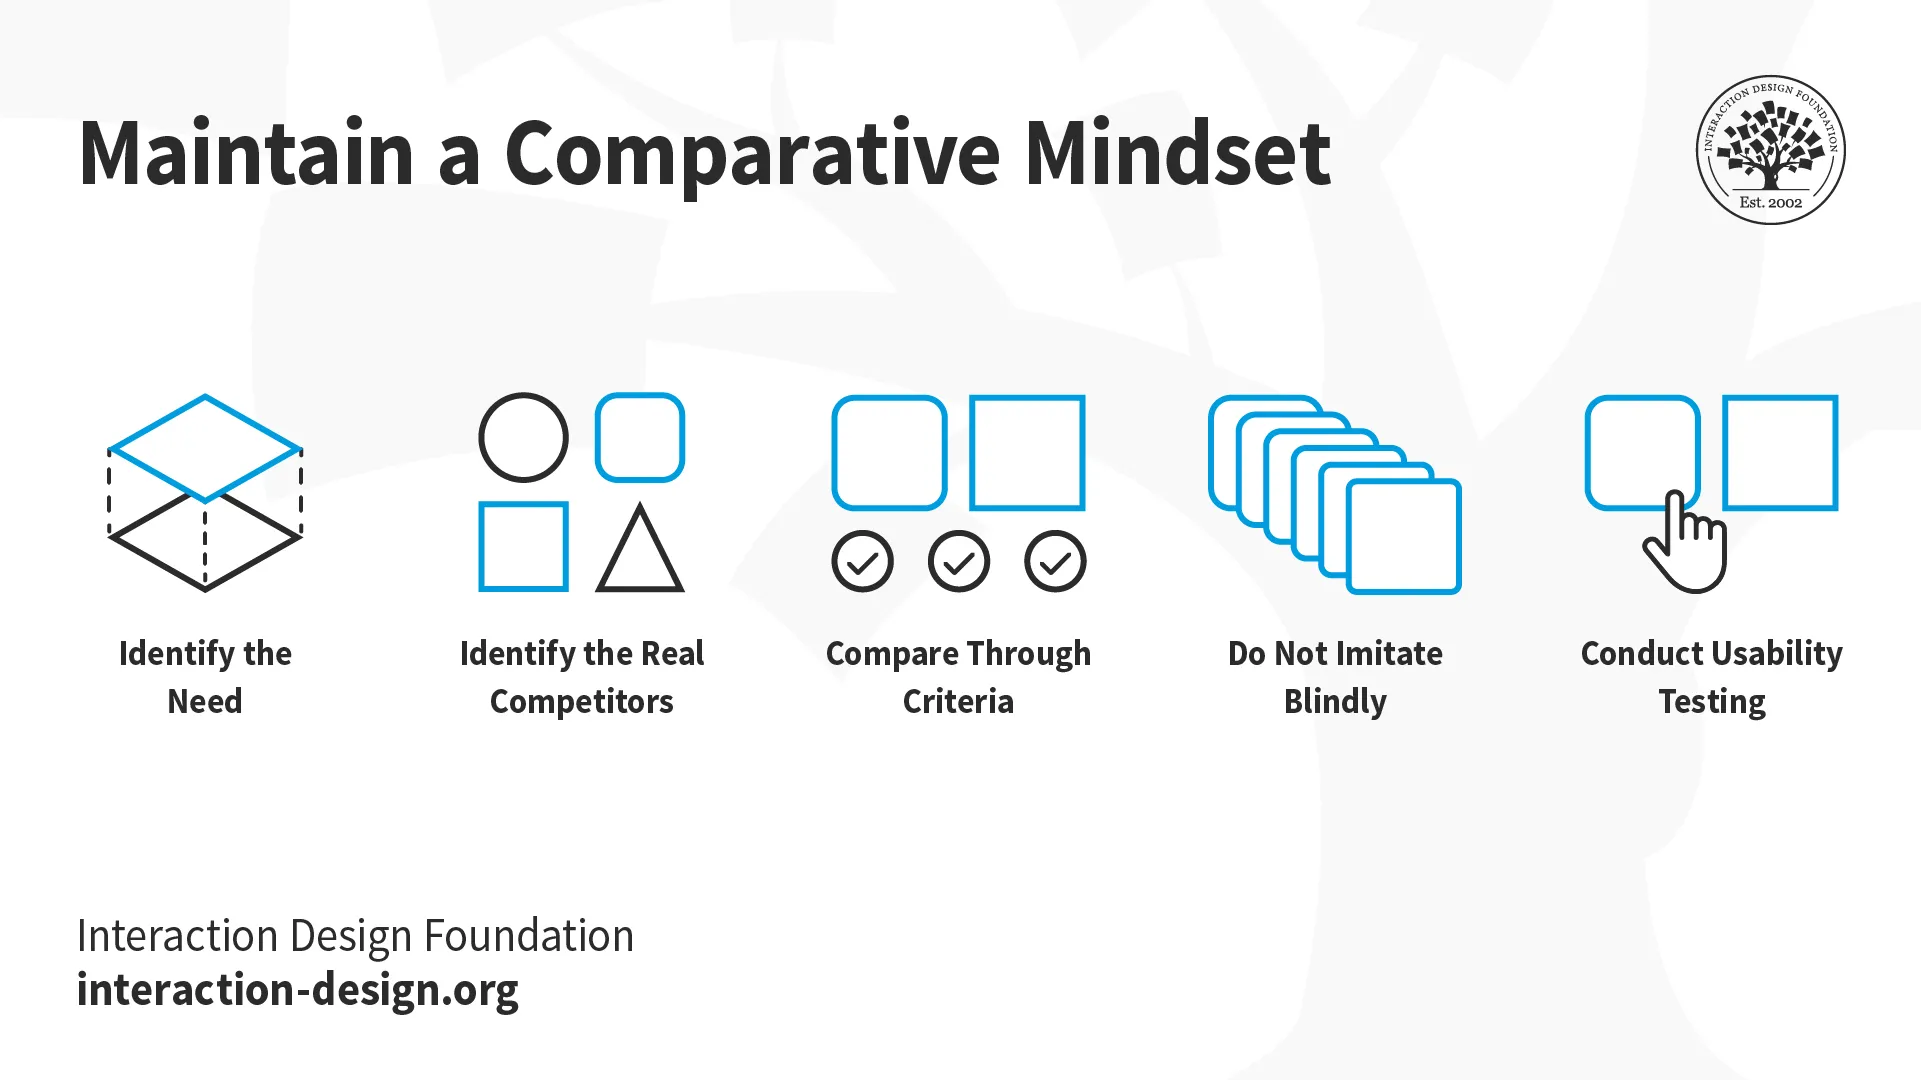 Maintain a Comparative Mindset
INTERACTION DESIGN FOUNDATION
Est. 2002
Identify the
Need
Identify the Real
Competitors
Compare Through
Criteria
Do Not Imitate
Blindly
Conduct Usability
Testing
Interaction Design Foundation
interaction-design.org